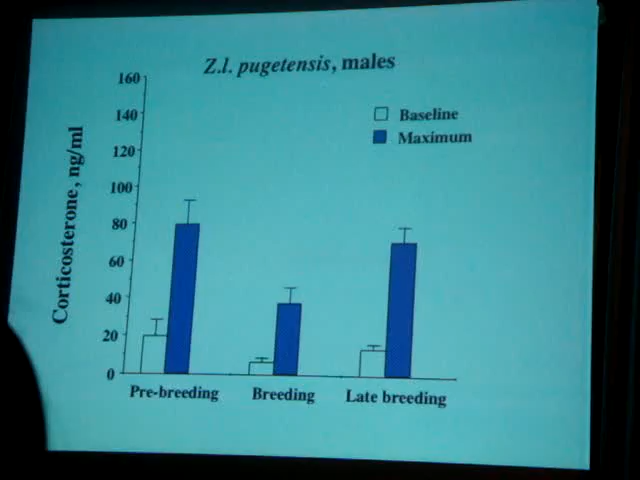 Z.l. pugetensis, males
160
140
120
100
80
60
40
20
0
Corticosterone, ng/ml
Baseline
Maximum
Pre-breeding
Breeding
Late breeding